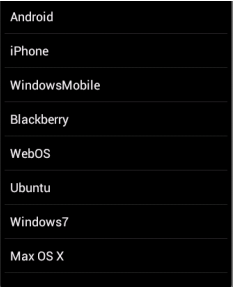 Android
iPhone
WindowsMobile
Blackberry
WebOS
Ubuntu
Windows7
Max OS X